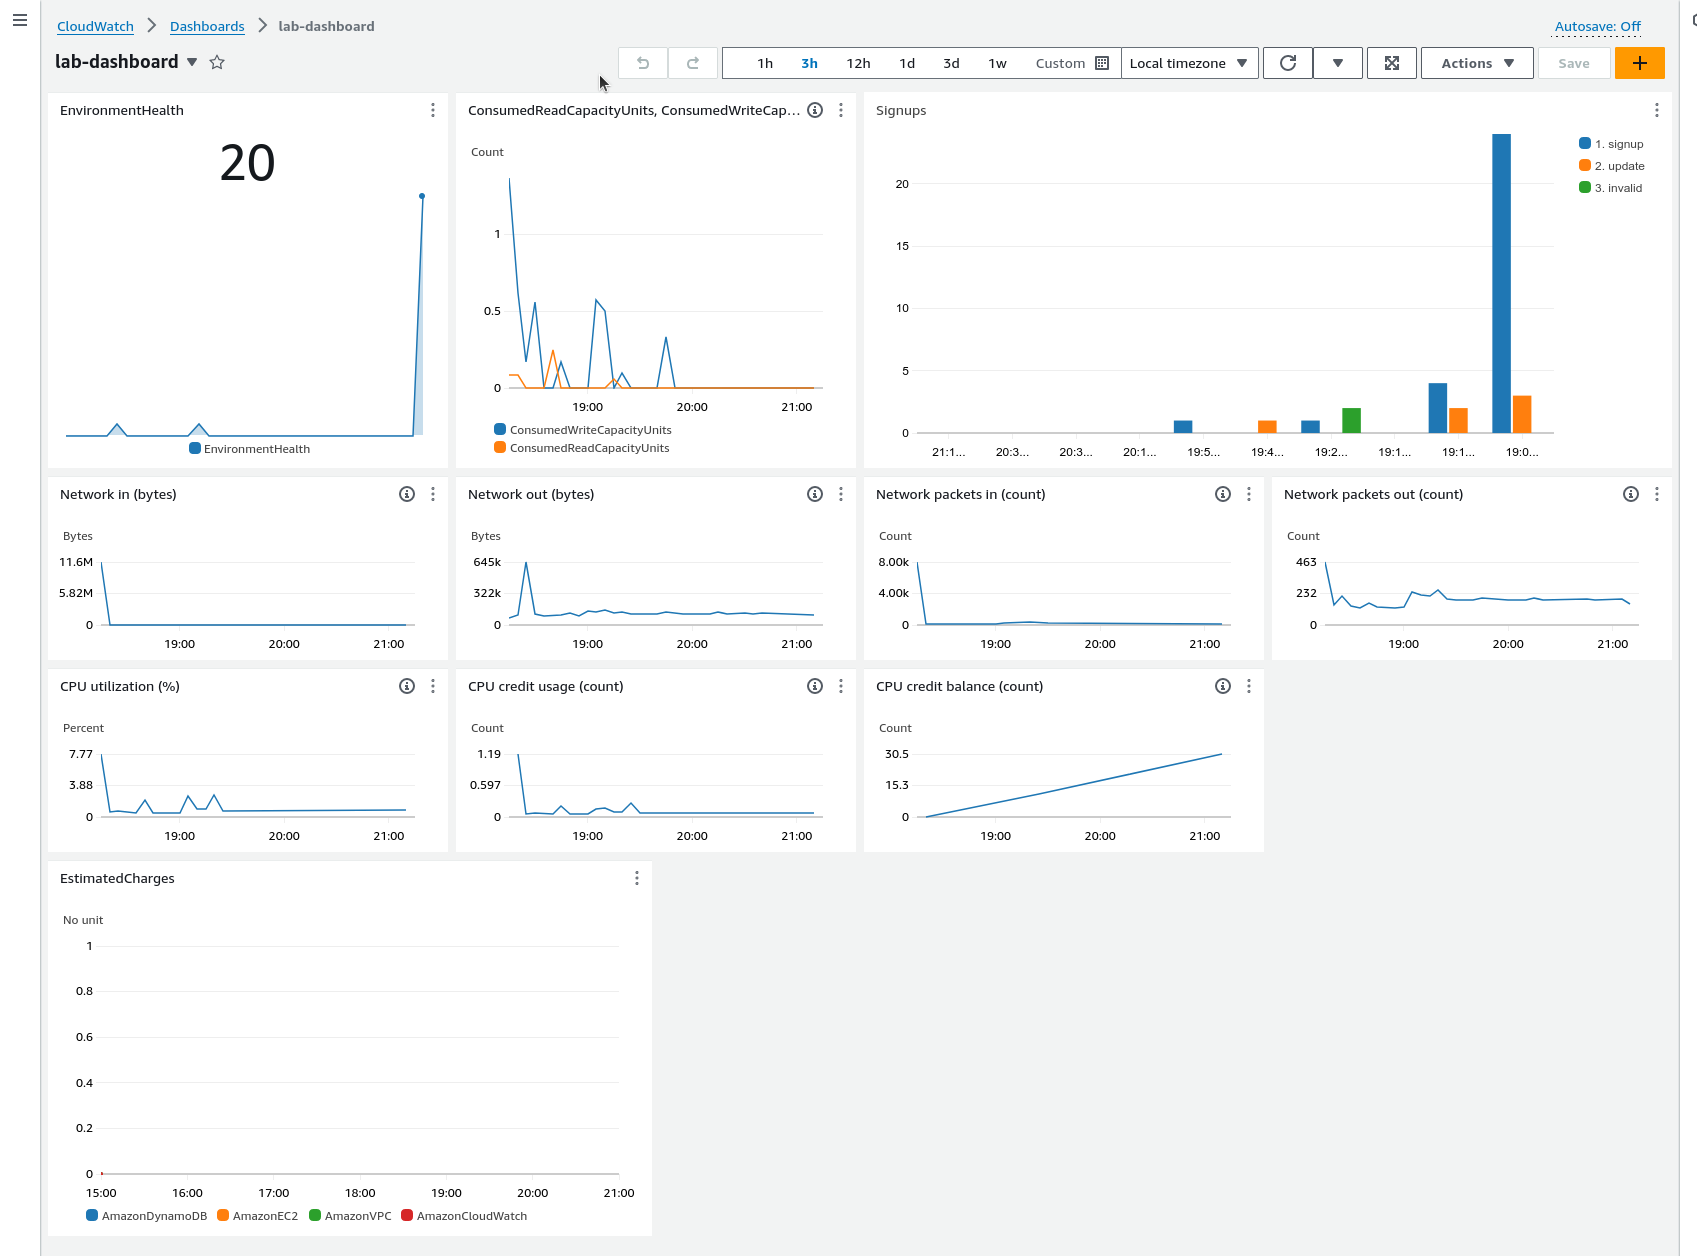 CloudWatch > Dashboards > lab-dashboard
Autosave: Off
lab-dashboard
1h 3h 12h 1d 3d 1w Custom Local timezone Actions Save +
EnvironmentHealth
20
EnvironmentHealth
ConsumedReadCapacityUnits, ConsumedWriteCap...
Count
1
0.5
0
19:00 20:00 21:00
ConsumedWriteCapacityUnits
ConsumedReadCapacityUnits
Signups
20
15
10
5
0
21:1... 20:3... 20:3... 20:1... 19:5... 19:4... 19:2... 19:1... 19:1... 19:0...
1. signup
2. update
3. invalid
Network in (bytes)
Bytes
11.6M
5.82M
0
19:00 20:00 21:00
Network out (bytes)
Bytes
645k
322k
0
19:00 20:00 21:00
Network packets in (count)
Count
8.00k
4.00k
0
19:00 20:00 21:00
Network packets out (count)
Count
463
232
0
19:00 20:00 21:00
CPU utilization (%)
Percent
7.77
3.88
0
19:00 20:00 21:00
CPU credit usage (count)
Count
1.19
0.597
0
19:00 20:00 21:00
CPU credit balance (count)
Count
30.5
15.3
0
19:00 20:00 21:00
EstimatedCharges
No unit
1
0.8
0.6
0.4
0.2
0
15:00 16:00 17:00 18:00 19:00 20:00 21:00
AmazonDynamoDB AmazonEC2 AmazonVPC AmazonCloudWatch